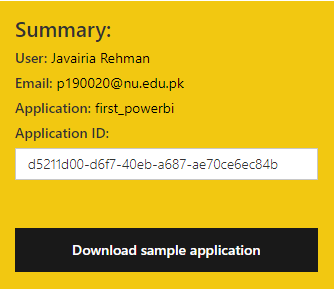 Summary:
User: Javairia Rehman
Email: p190020@nu.edu.pk
Application: first_powerbi
Application ID:
d5211d00-d6f7-40eb-a687-ae70ce6ec84b
Download sample application